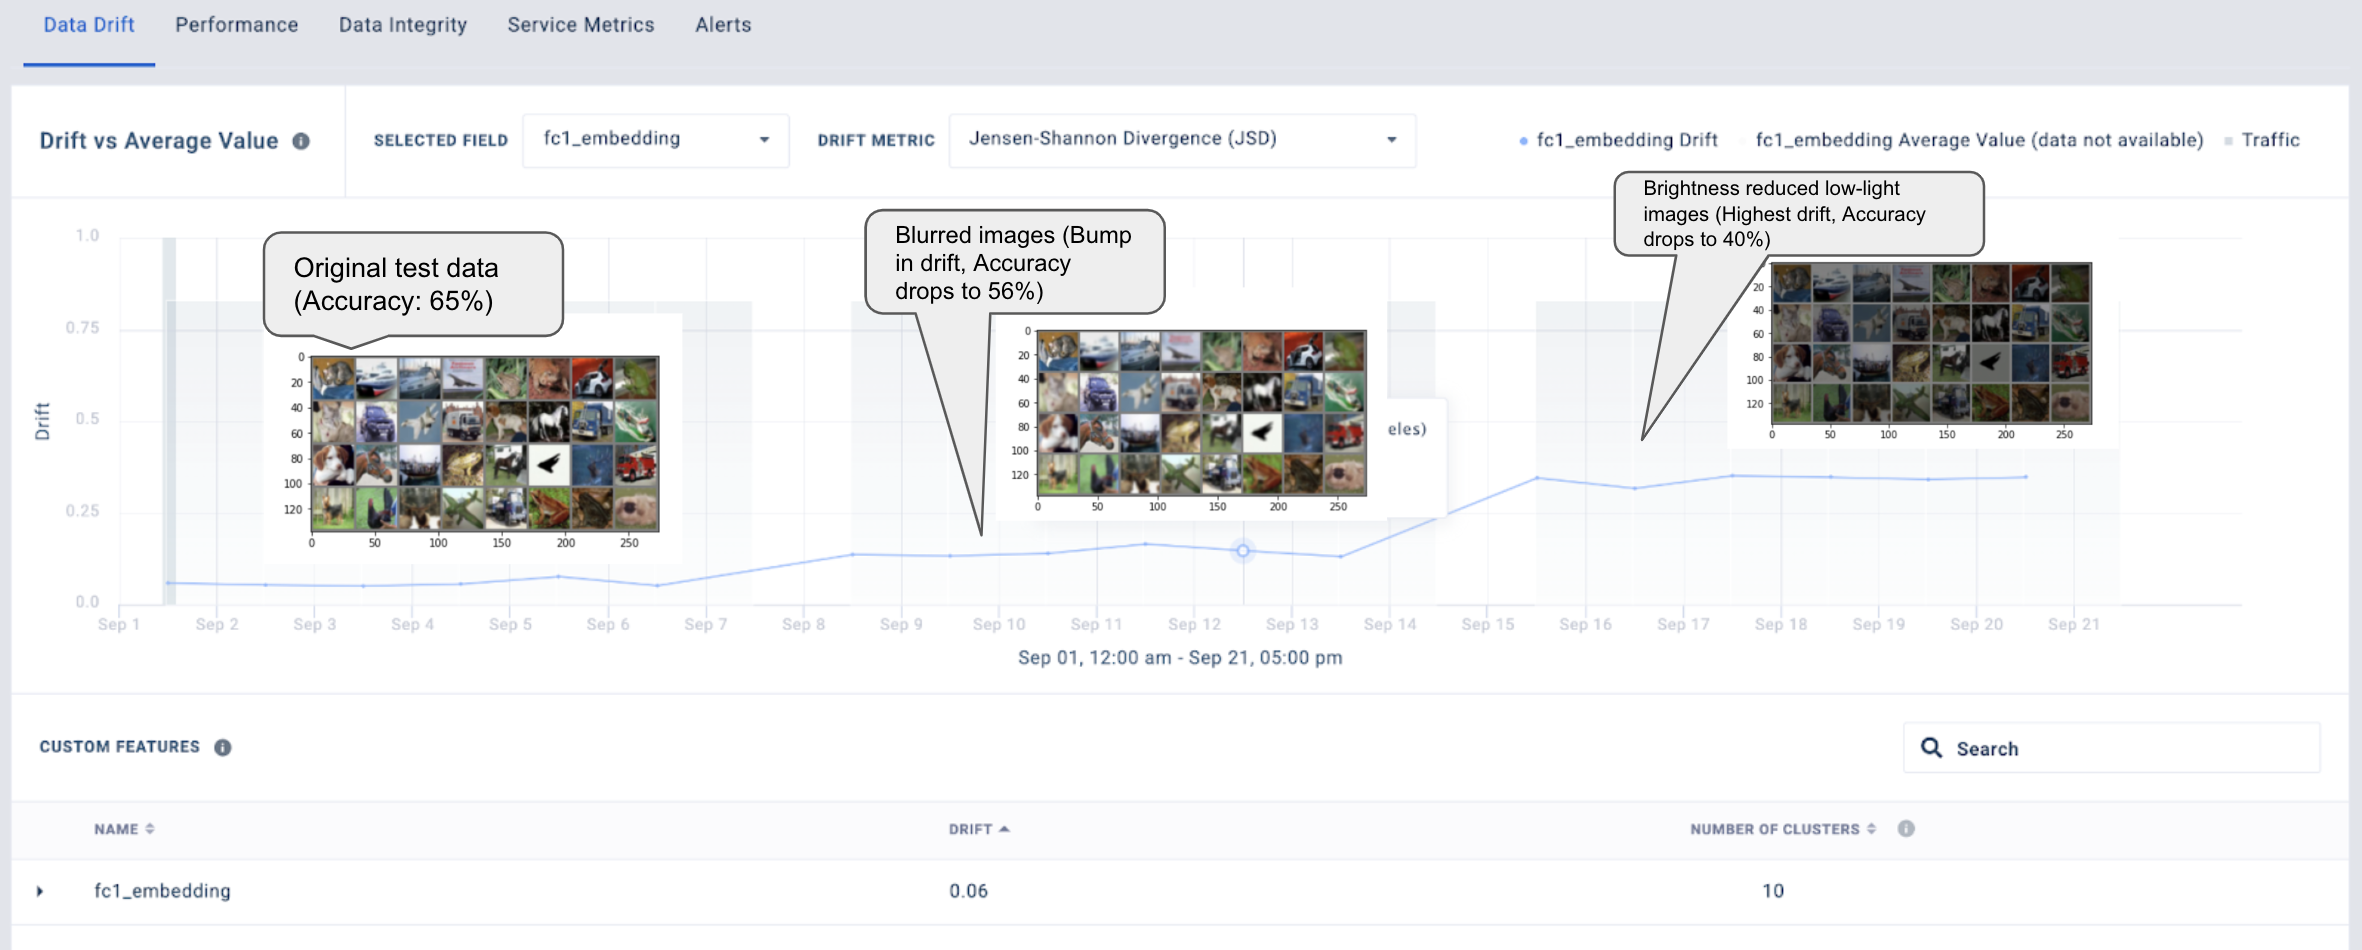 Data Drift Performance Data Integrity Service Metrics Alerts
Drift vs Average Value
SELECTED FIELD fc1_embedding
DRIFT METRIC Jensen-Shannon Divergence (JSD)
fc1_embedding Drift fc1_embedding Average Value (data not available) Traffic
Original test data
(Accuracy: 65%)
Blurred images (Bump
in drift, Accuracy
drops to 56%)
Brightness reduced low-light
images (Highest drift, Accuracy
drops to 40%)
1.0
0.75
0.5
0.25
0.0
Drift
0
20
40
60
80
100
120
0 50 100 150 200 250
0
20
40
60
80
100
120
0 50 100 150 200 250
eles)
20
40
60
80
100
120
0 50 100 150 200 250
Sep 1 Sep 2 Sep 3 Sep 4 Sep 5 Sep 6 Sep 7 Sep 8 Sep 9 Sep 10 Sep 11 Sep 12 Sep 13 Sep 14 Sep 15 Sep 16 Sep 17 Sep 18 Sep 19 Sep 20 Sep 21
Sep 01, 12:00 am - Sep 21, 05:00 pm
CUSTOM FEATURES
Search
NAME DRIFT NUMBER OF CLUSTERS
fc1_embedding 0.06 10